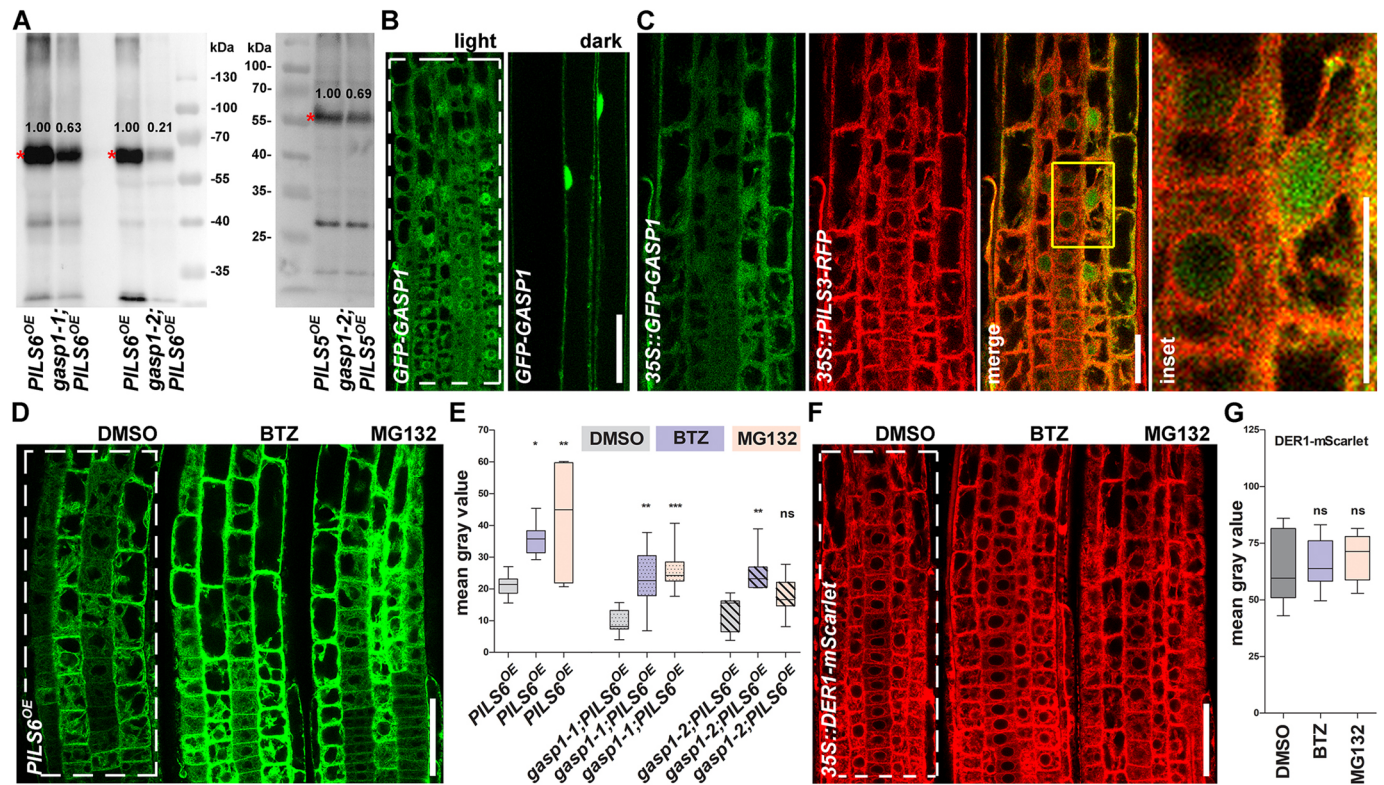 A
kDa
-130
-100
-70
-55
-40
-35
1.00 0.63 1.00 0.21
*
*
PILS6OE
gasp1-1;
PILS6OE
PILS6OE
gasp1-2;
PILS6OE
kDa
100-
70-
55-
40-
35-
25-
1.00 0.69
*
PILS5OE
gasp1-2;
PILS5OE
B
light
dark
GFP-GASP1
GFP-GASP1
C
35S::GFP-GASP1
35S::PILS3-RFP
merge
inset
D
DMSO
BTZ
MG132
PILS6OE
E
DMSO
BTZ
MG132
mean gray value
70
60
50
40
30
20
10
0
*
**
**
***
**
ns
PILS6OE
PILS6OE
PILS6OE
gasp1-1;PILS6OE
gasp1-1;PILS6OE
gasp1-1;PILS6OE
gasp1-2;PILS6OE
gasp1-2;PILS6OE
gasp1-2;PILS6OE
F
DMSO
BTZ
MG132
35S::DER1-mScarlet
G
DER1-mScarlet
mean gray value
125
100
75
50
25
0
ns
ns
DMSO
BTZ
MG132